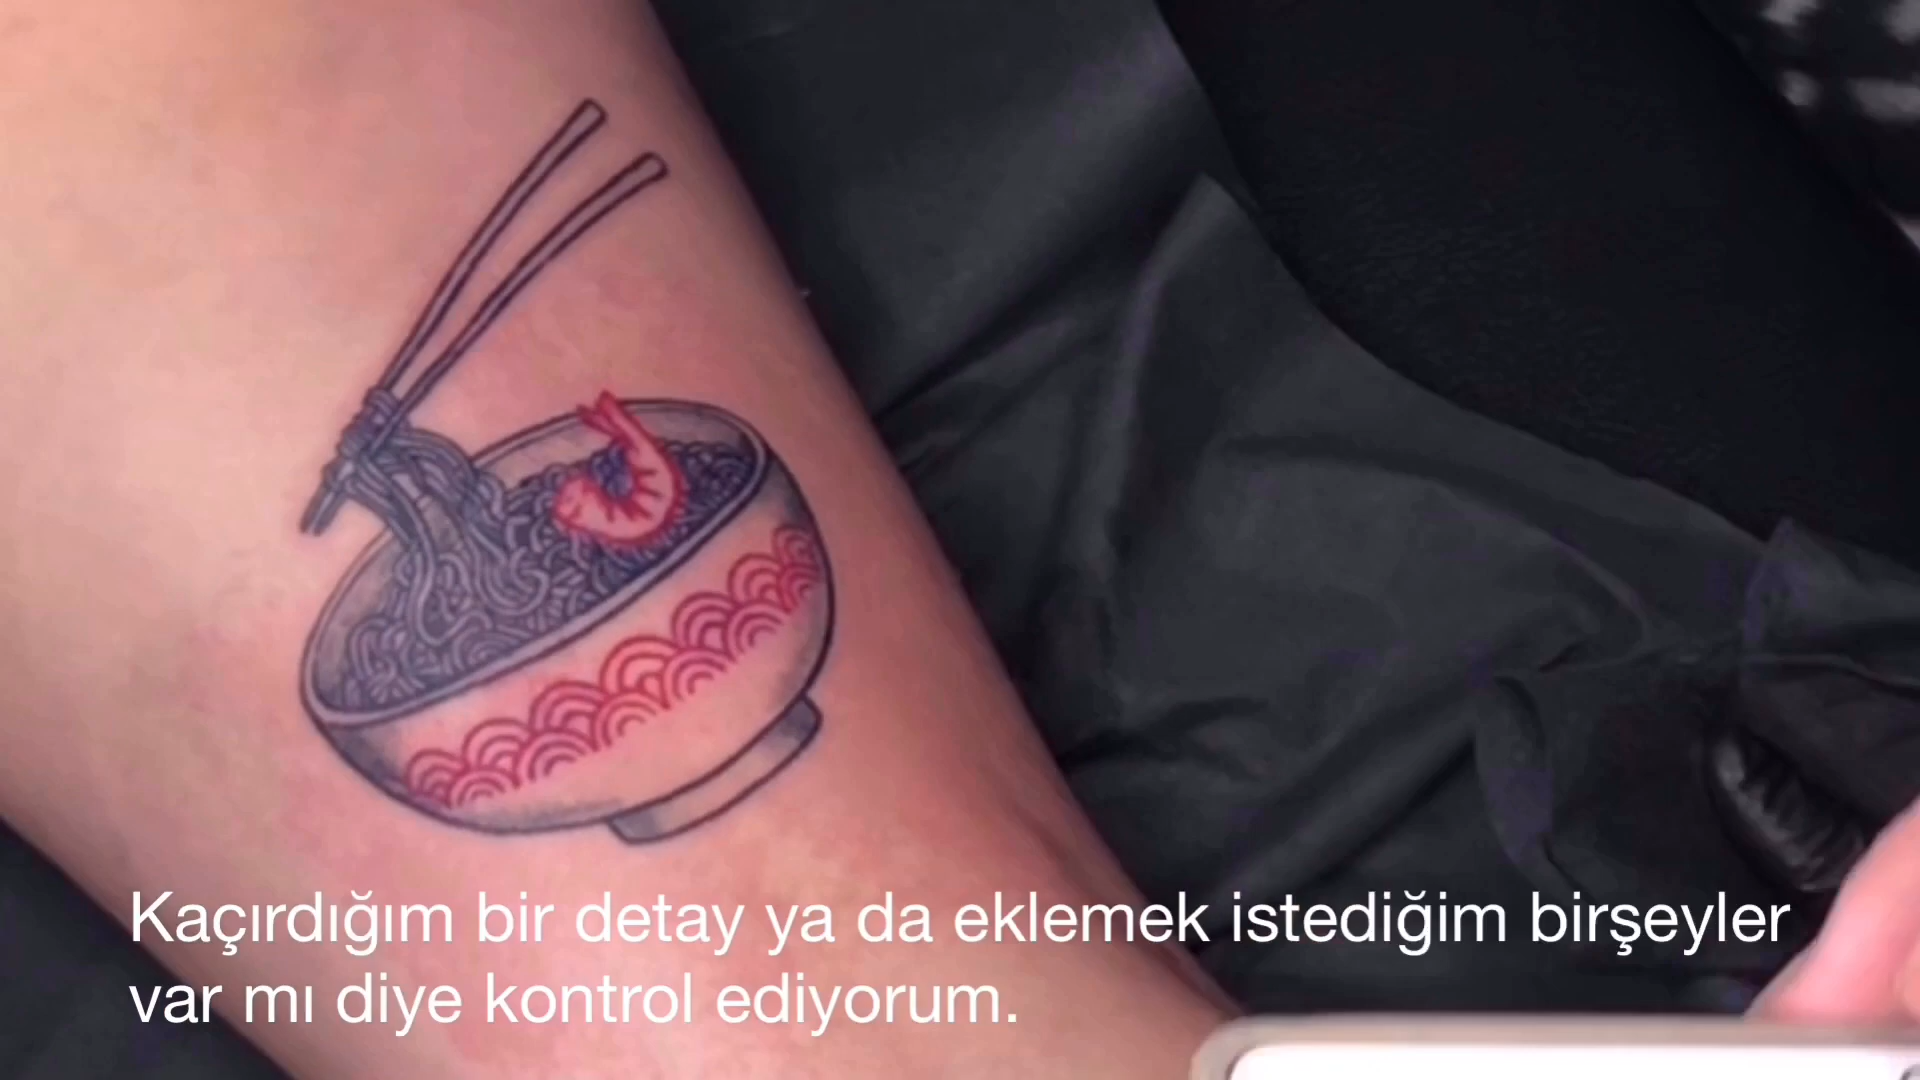 Kaçırdığım bir detay ya da eklemek istediğim birşeyler
var mı diye kontrol ediyorum.